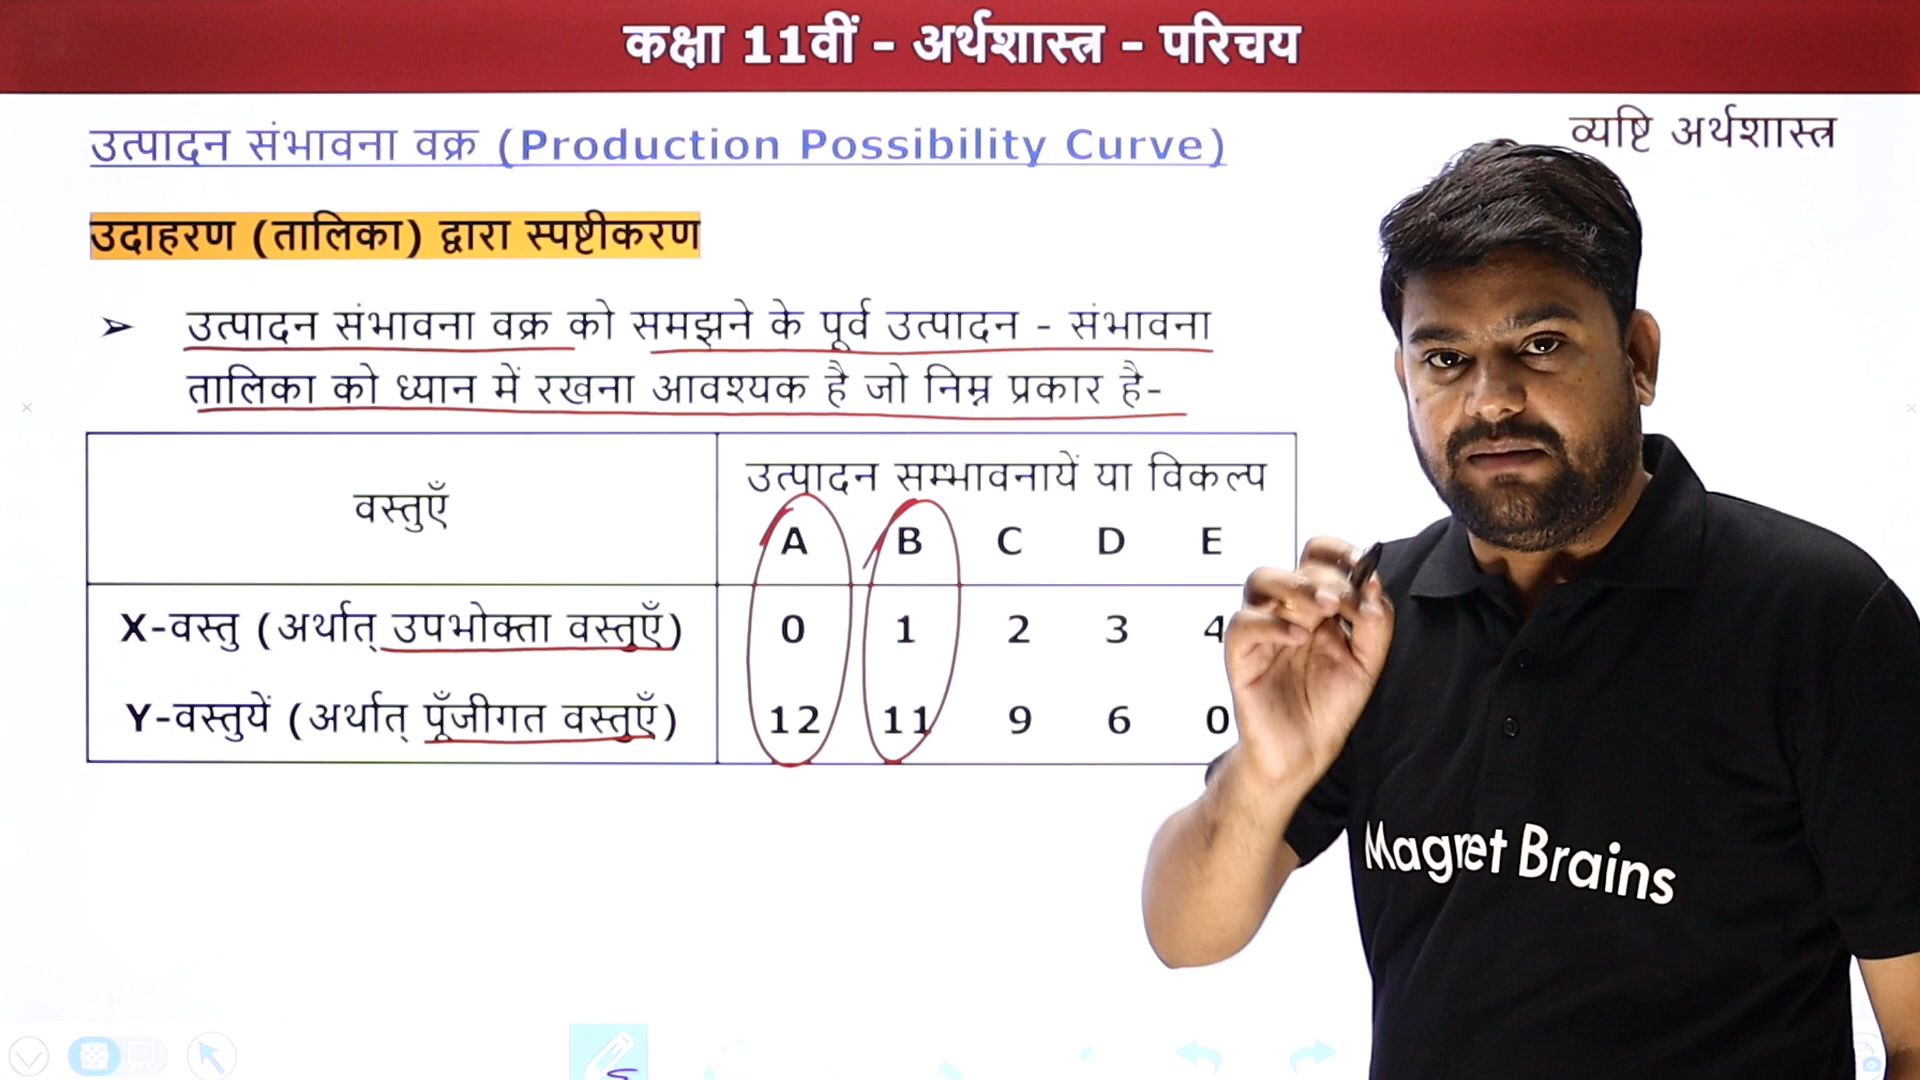 कक्षा 11वीं - अर्थशास्त्र - परिचय
व्यष्टि अर्थशास्त्र
उत्पादन संभावना वक्र (Production Possibility Curve)
उदाहरण (तालिका) द्वारा स्पष्टीकरण
➢ उत्पादन संभावना वक्र को समझने के पूर्व उत्पादन - संभावना
तालिका को ध्यान में रखना आवश्यक है जो निम्न प्रकार है-
वस्तुएँ
उत्पादन सम्भावनायें या विकल्प
A B C D E
X-वस्तु (अर्थात् उपभोक्ता वस्तुएँ) 0 1 2 3 4
Y-वस्तुयें (अर्थात् पूँजीगत वस्तुएँ) 12 11 9 6 0
Magnet Brains